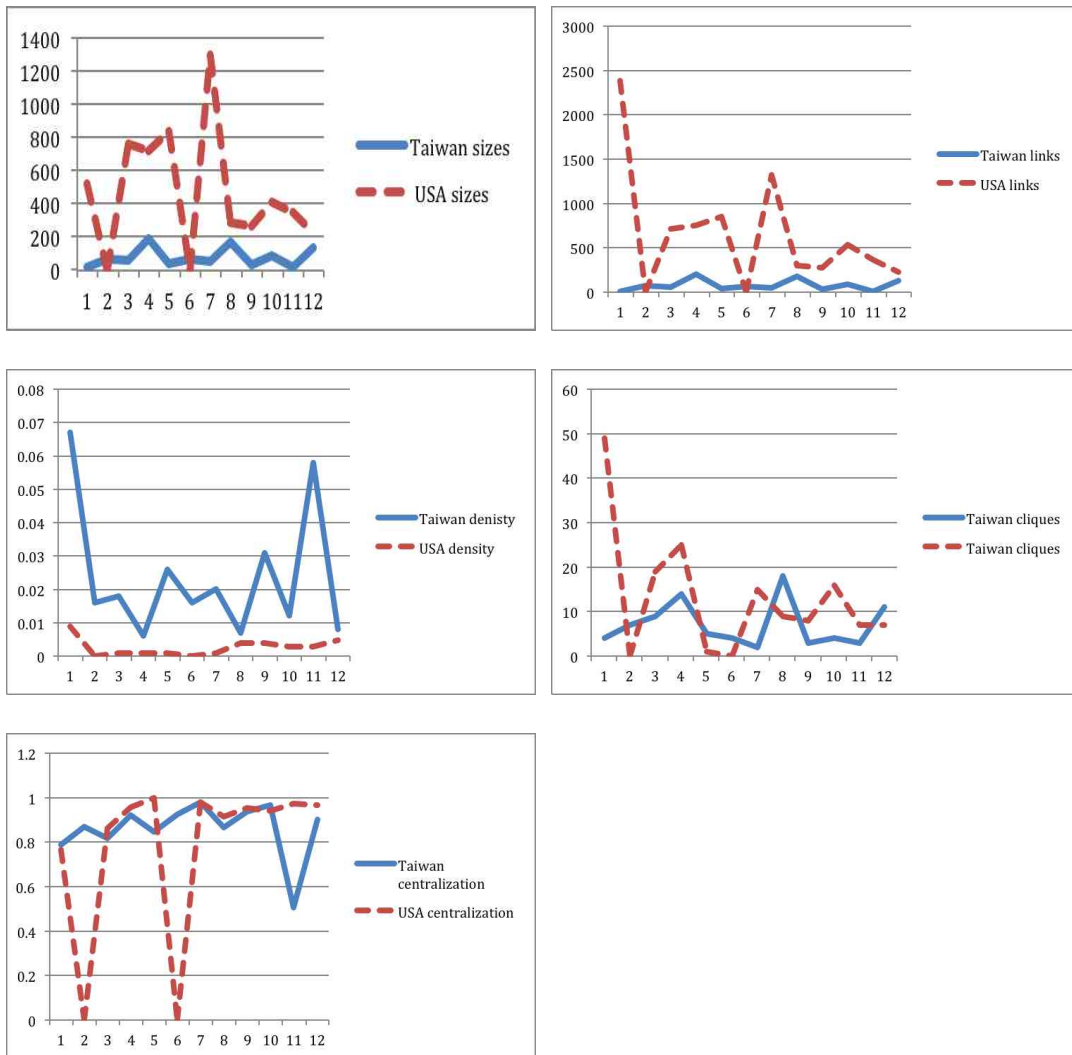 1400
1200
1000
800
600
400
200
0
1 2 3 4 5 6 7 8 9 10 11 12
Taiwan sizes
USA sizes
3000
2500
2000
1500
1000
500
0
1 2 3 4 5 6 7 8 9 10 11 12
Taiwan links
USA links
0.08
0.07
0.06
0.05
0.04
0.03
0.02
0.01
0
1 2 3 4 5 6 7 8 9 10 11 12
Taiwan denisty
USA density
60
50
40
30
20
10
0
1 2 3 4 5 6 7 8 9 10 11 12
Taiwan cliques
Taiwan cliques
1.2
1
0.8
0.6
0.4
0.2
0
1 2 3 4 5 6 7 8 9 10 11 12
Taiwan
centralization
USA centralization